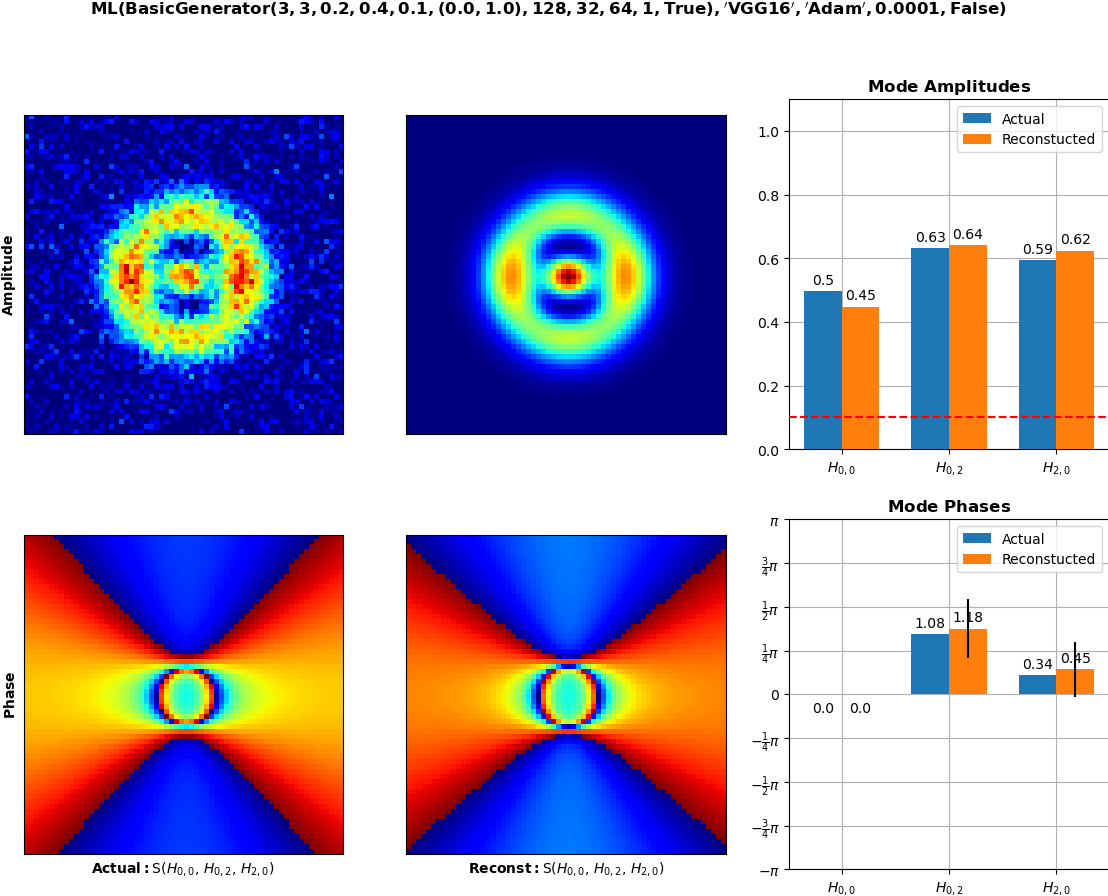 ML(BasicGenerator(3, 3, 0.2, 0.4, 0.1, (0.0, 1.0), 128, 32, 64, 1, True), 'VGG16', 'Adam', 0.0001, False)
Amplitude
Mode Amplitudes
Actual
Reconstucted
1.0
0.8
0.6
0.4
0.2
0.0
0.5
0.45
0.63
0.64
0.59
0.62
H0,0
H0,2
H2,0
Phase
Actual: S(H0,0, H0,2, H2,0)
Reconst: S(H0,0, H0,2, H2,0)
Mode Phases
Actual
Reconstucted
π
3/4π
1/2π
1/4π
0
−1/4π
−1/2π
−3/4π
−π
0.0
0.0
1.08
1.18
0.34
0.45
H0,0
H0,2
H2,0